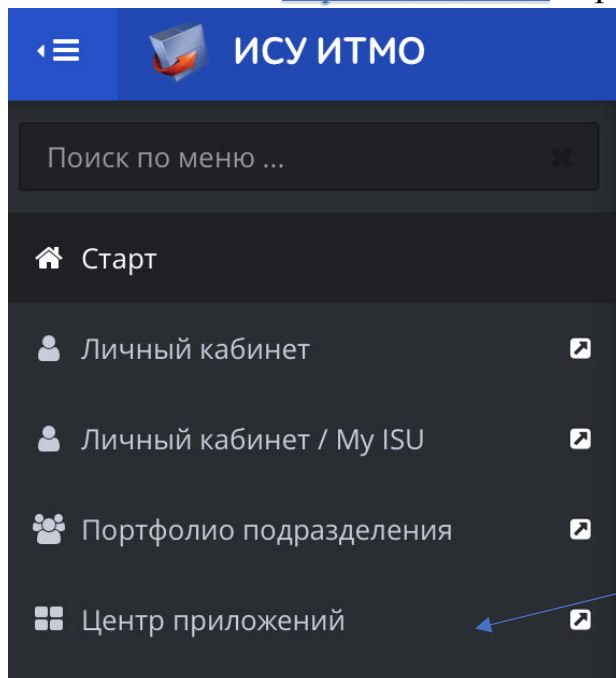 ИСУ ИТМО
Поиск по меню ...
Старт
Личный кабинет
Личный кабинет / My ISU
Портфолио подразделения
Центр приложений